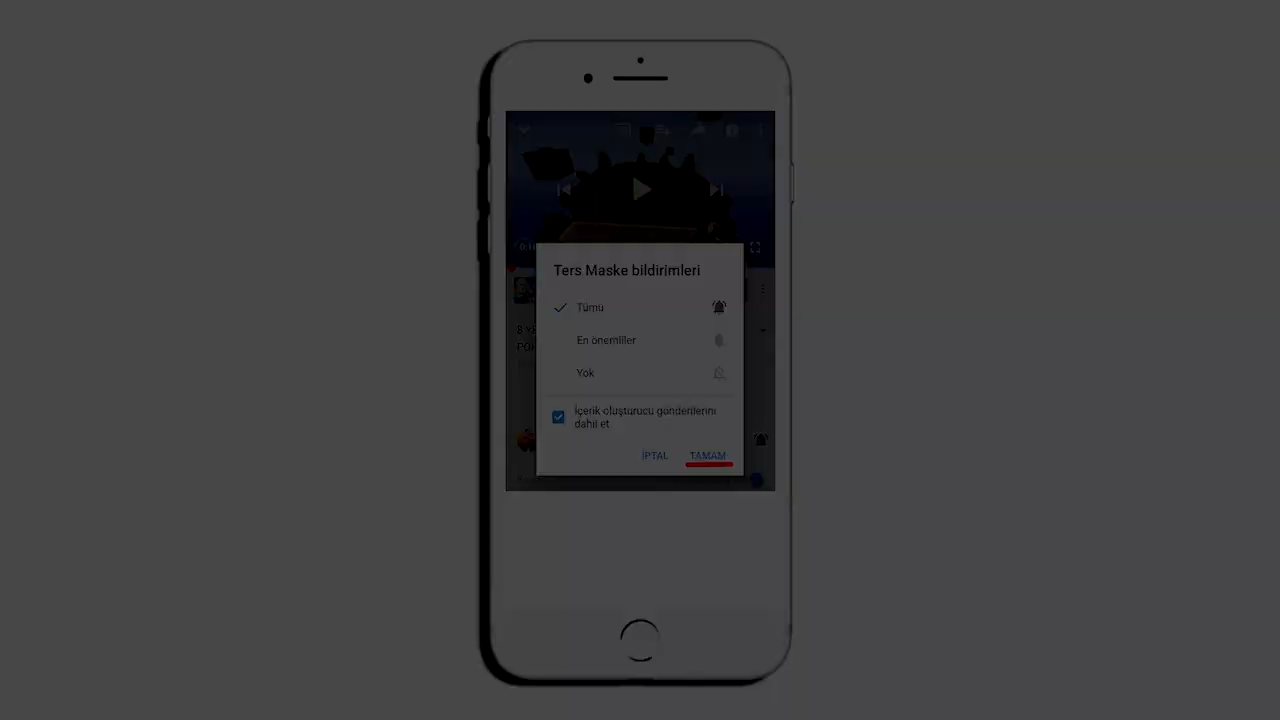 Ters Maske bildirimleri
Tümü
En önemliler
Yok
İçerik oluşturucu gönderilerini
dahil et
İPTAL TAMAM